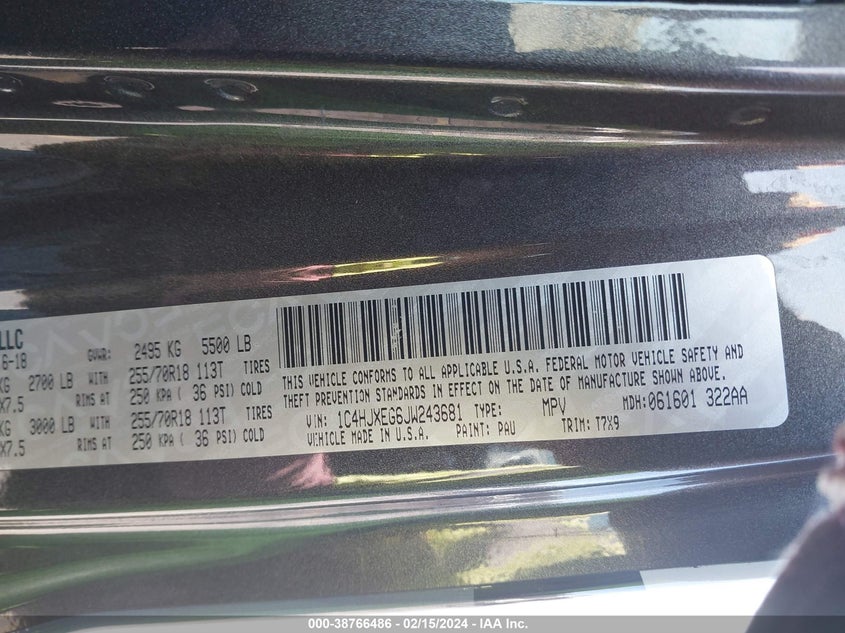 LLC
6-18
GVWR: 2495 KG 5500 LB
KG 2700 LB WITH 255/70R18 113T TIRES
X7.5 RIMS AT 250 KPA ( 36 PSI) COLD
KG 3000 LB WITH 255/70R18 113T TIRES
X7.5 RIMS AT 250 KPA ( 36 PSI) COLD
THIS VEHICLE CONFORMS TO ALL APPLICABLE U.S.A. FEDERAL MOTOR VEHICLE SAFETY AND
THEFT PREVENTION STANDARDS IN EFFECT ON THE DATE OF MANUFACTURE SHOWN ABOVE.
VIN: 1C4HJXEG6JW243681 TYPE: MPV MDH: 061601 322AA
VEHICLE MADE IN U.S.A. PAINT: PAU TRIM: T7X9
000-38766486 - 02/15/2024 - IAA Inc.